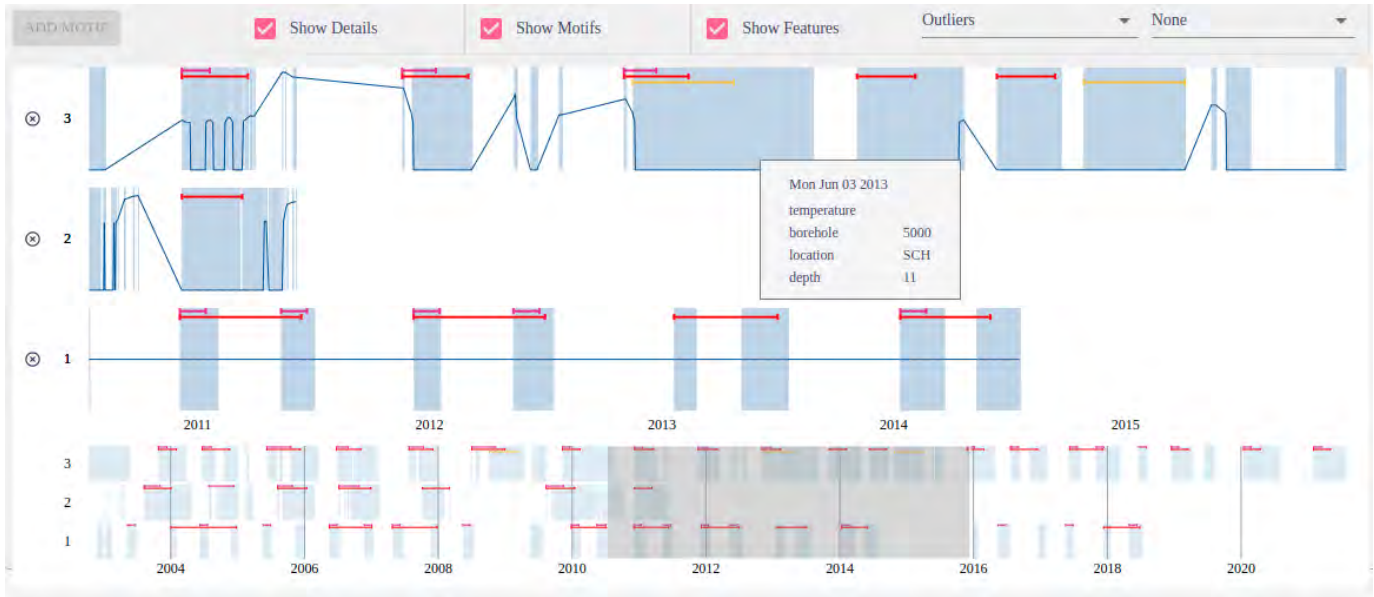 ADD MOTIF Show Details Show Motifs Show Features Outliers None
3
Mon Jun 03 2013
temperature
borehole 5000
location SCH
depth 11
2
1
2011 2012 2013 2014 2015
3
2
1
2004 2006 2008 2010 2012 2014 2016 2018 2020